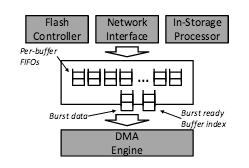 Flash
Controller
Network
Interface
In-Storage
Processor
Per-buffer
FIFOs
...
Burst data
Burst ready
Buffer index
DMA
Engine